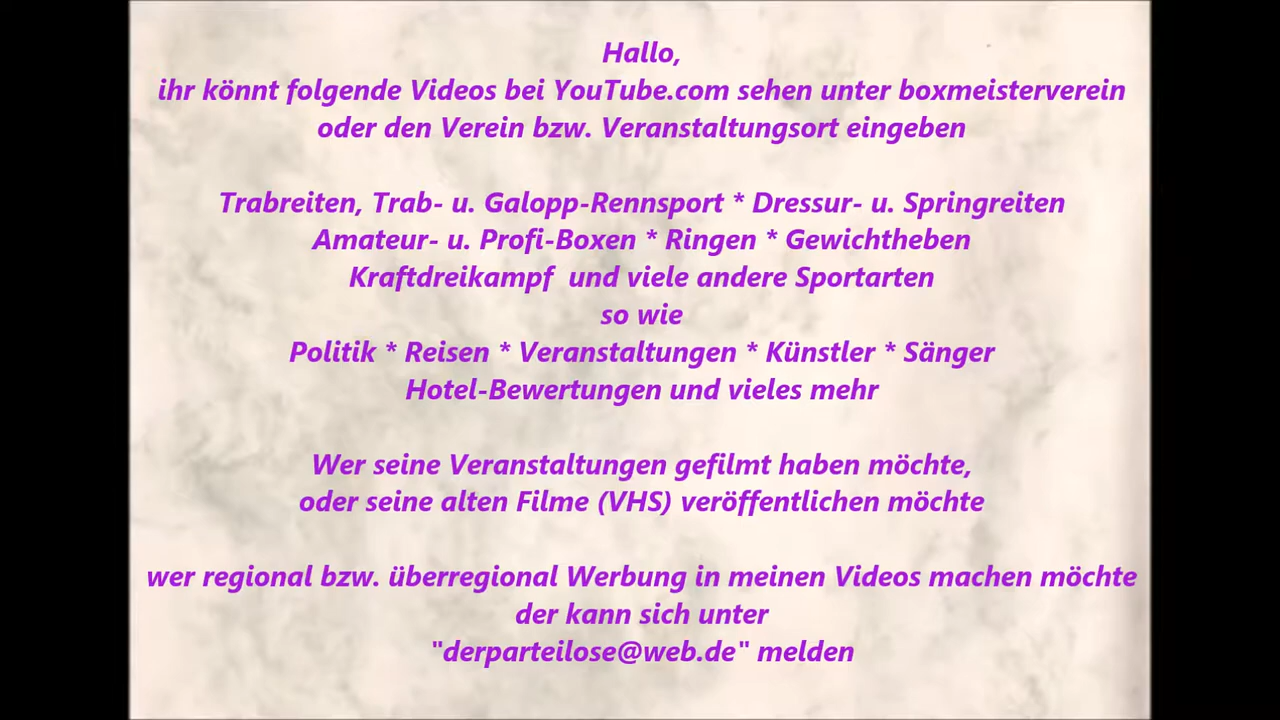 Hallo,
ihr könnt folgende Videos bei YouTube.com sehen unter boxmeisterverein
oder den Verein bzw. Veranstaltungsort eingeben
Trabreiten, Trab- u. Galopp-Rennsport * Dressur- u. Springreiten
Amateur- u. Profi-Boxen * Ringen * Gewichtheben
Kraftdreikampf  und viele andere Sportarten
so wie
Politik * Reisen * Veranstaltungen * Künstler * Sänger
Hotel-Bewertungen und vieles mehr
Wer seine Veranstaltungen gefilmt haben möchte,
oder seine alten Filme (VHS) veröffentlichen möchte
wer regional bzw. überregional Werbung in meinen Videos machen möchte
der kann sich unter
"derparteilose@web.de" melden